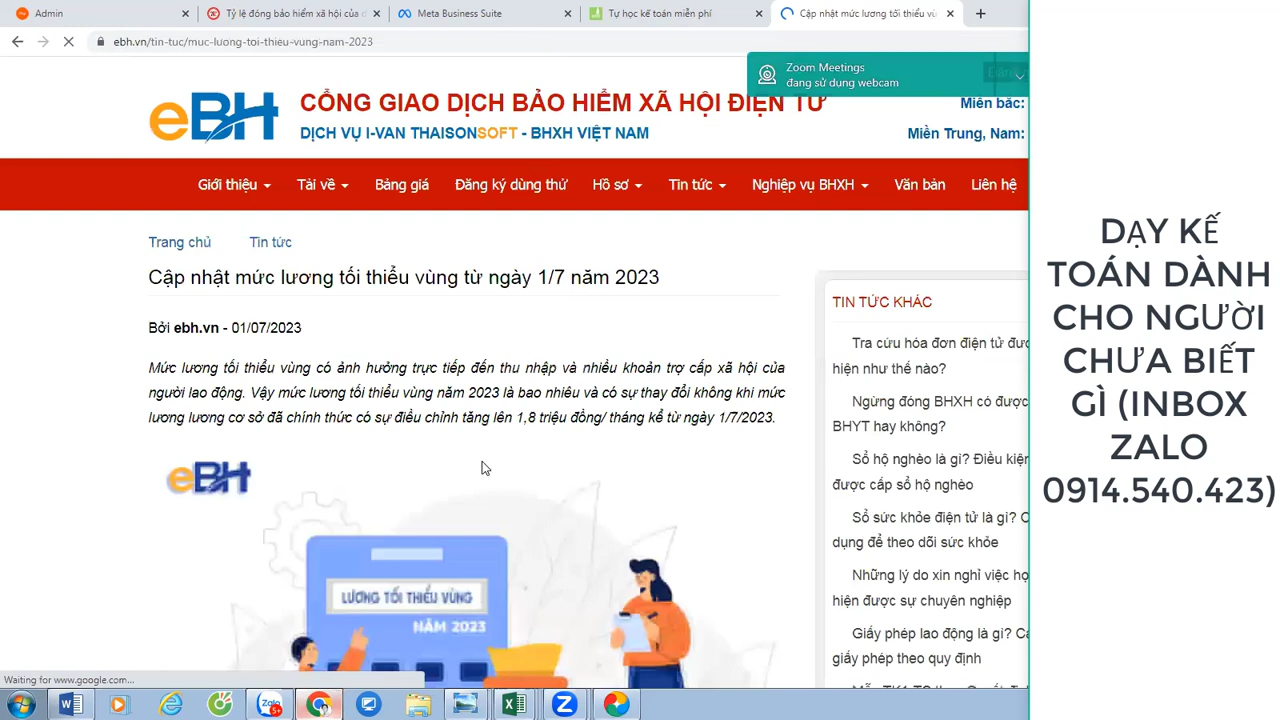 Admin
Tỷ lệ đóng bảo hiểm xã hội của d
Meta Business Suite
Tự học kế toán miễn phí
Cập nhật mức lương tối thiểu vù
ebh.vn/tin-tuc/muc-luong-toi-thieu-vung-nam-2023
Zoom Meetings
đang sử dụng webcam
eBH
CỔNG GIAO DỊCH BẢO HIỂM XÃ HỘI ĐIỆN TỬ
DỊCH VỤ I-VAN THAISONSOFT - BHXH VIỆT NAM
Miền bắc:
Miền Trung, Nam:
Giới thiệu
Tải về
Bảng giá
Đăng ký dùng thử
Hồ sơ
Tin tức
Nghiệp vụ BHXH
Văn bản
Liên hệ
Trang chủ
Tin tức
Cập nhật mức lương tối thiểu vùng từ ngày 1/7 năm 2023
Bởi ebh.vn - 01/07/2023
Mức lương tối thiểu vùng có ảnh hưởng trực tiếp đến thu nhập và nhiều khoản trợ cấp xã hội của
người lao động. Vậy mức lương tối thiểu vùng năm 2023 là bao nhiêu và có sự thay đổi không khi mức
lương lương cơ sở đã chính thức có sự điều chỉnh tăng lên 1,8 triệu đồng/ tháng kể từ ngày 1/7/2023.
eBH
LƯƠNG TỐI THIỂU VÙNG
NĂM 2023
TIN TỨC KHÁC
Tra cứu hóa đơn điện tử đượ
hiện như thế nào?
Ngừng đóng BHXH có được
BHYT hay không?
Sổ hộ nghèo là gì? Điều kiện
được cấp sổ hộ nghèo
Sổ sức khỏe điện tử là gì? C
dụng để theo dõi sức khỏe
Những lý do xin nghỉ việc hợ
hiện được sự chuyên nghiệp
Giấy phép lao động là gì? Cấ
giấy phép theo quy định
Waiting for www.google.com...
Zalo
5+
DẠY KẾ
TOÁN DÀNH
CHO NGƯỜI
CHƯA BIẾT
GÌ (INBOX
ZALO
0914.540.423)